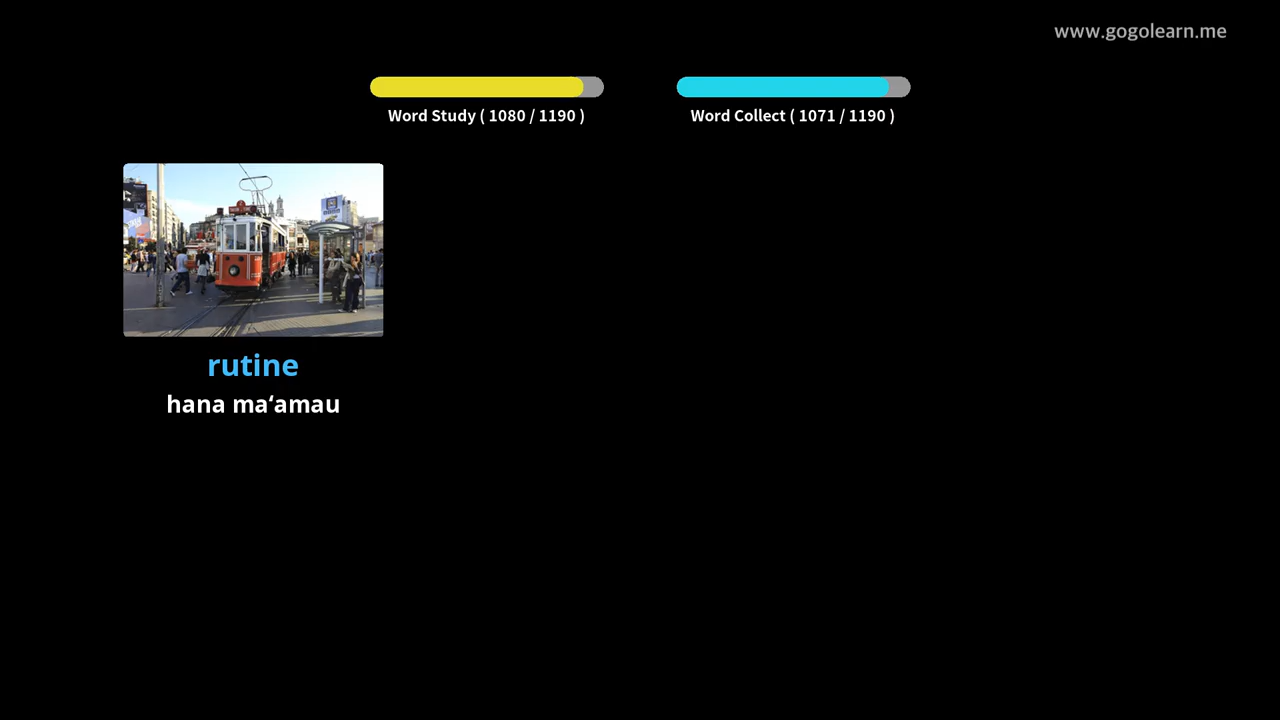 www.gogolearn.me
Word Study ( 1080 / 1190 )
Word Collect ( 1071 / 1190 )
rutine
hana maʻamau